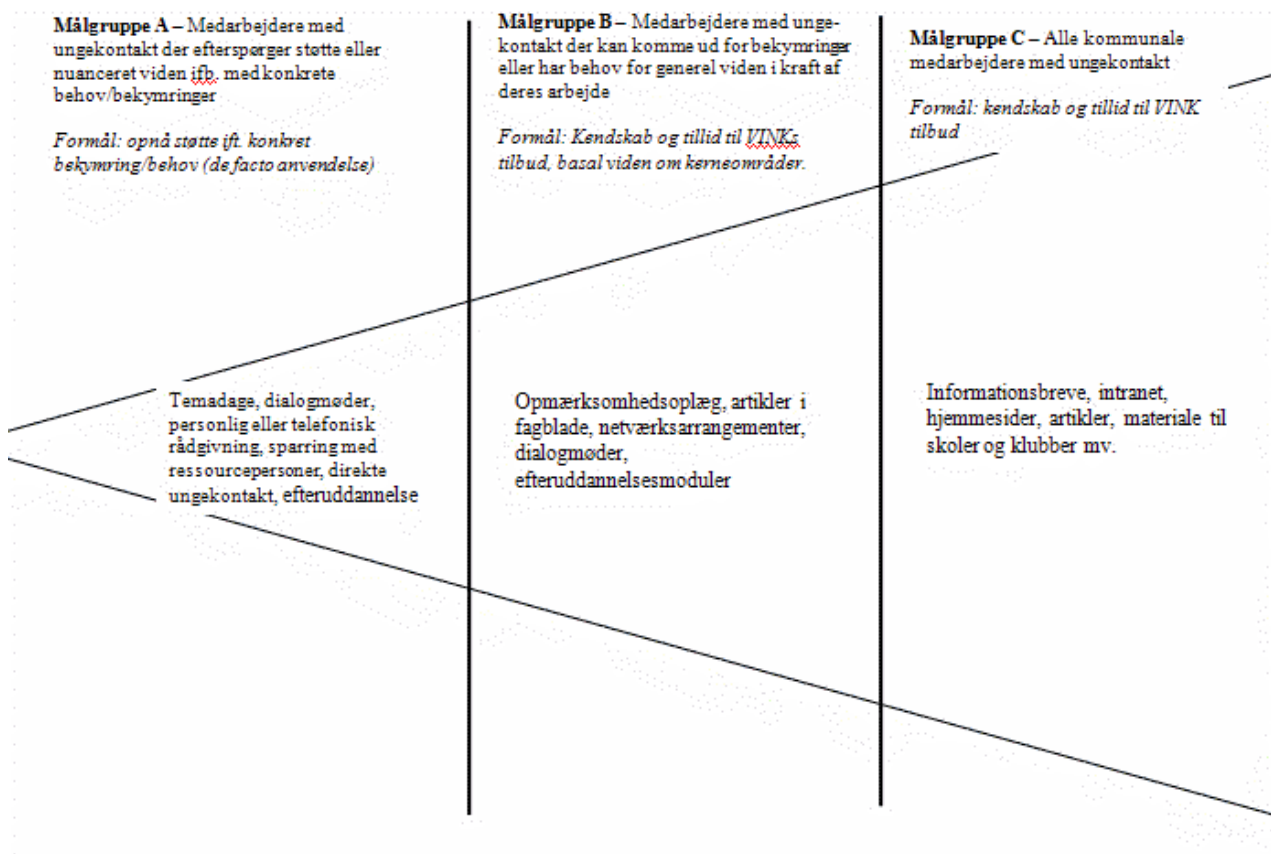 Målgruppe A – Medarbejdere med
ungekontakt der efterspørger støtte eller
nuanceret viden ifb. med konkrete
behov/bekymringer
Formål: opnå støtte ift. konkret
bekymring/behov (de facto anvendelse)
Målgruppe B – Medarbejdere med unge-
kontakt der kan komme ud for bekymringer
eller har behov for generel viden i kraft af
deres arbejde
Formål: Kendskab og tillid til VINKs
tilbud, basal viden om kerneområder.
Målgruppe C – Alle kommunale
medarbejdere med ungekontakt
Formål: kendskab og tillid til VINK
tilbud
Temadage, dialogmøder,
personlig eller telefonisk
rådgivning, sparring med
ressourcepersoner, direkte
ungekontakt, efteruddannelse
Opmærksomhedsoplæg, artikler i
fagblade, netværksarrangementer,
dialogmøder,
efteruddannelsesmoduler
Informationsbreve, intranet,
hjemmesider, artikler, materiale til
skoler og klubber mv.